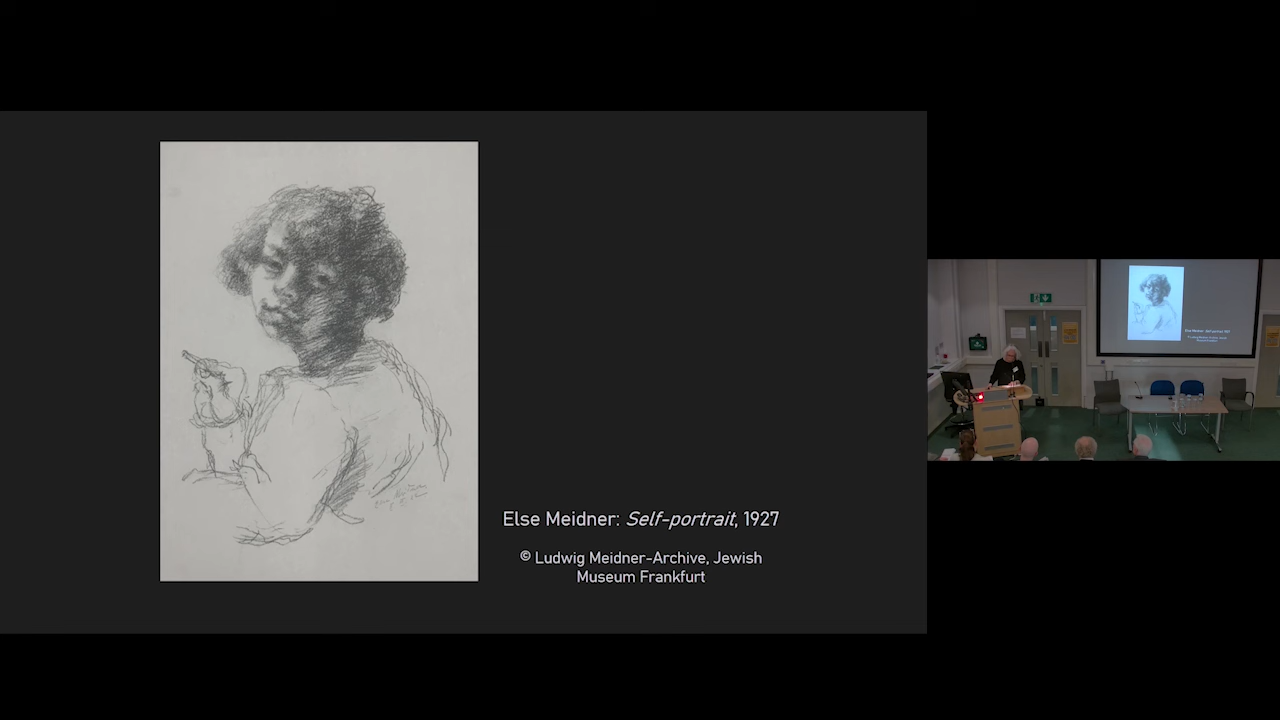 Else Meidner: Self-portrait, 1927
© Ludwig Meidner-Archive, Jewish
Museum Frankfurt